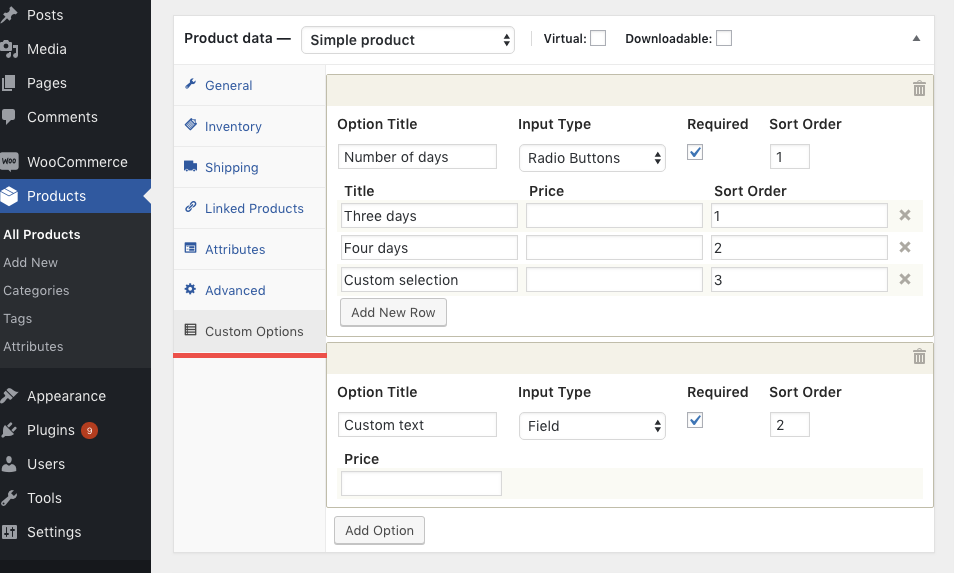 Posts
Media
Pages
Comments
WOO WooCommerce
Products
All Products
Add New
Categories
Tags
Attributes
Appearance
Plugins 9
Users
Tools
Settings
Product data — Simple product Virtual: Downloadable:
General
Inventory
Shipping
Linked Products
Attributes
Advanced
Custom Options
Option Title Input Type Required Sort Order
Number of days Radio Buttons 1
Title Price Sort Order
Three days 1
Four days 2
Custom selection 3
Add New Row
Option Title Input Type Required Sort Order
Custom text Field 2
Price
Add Option